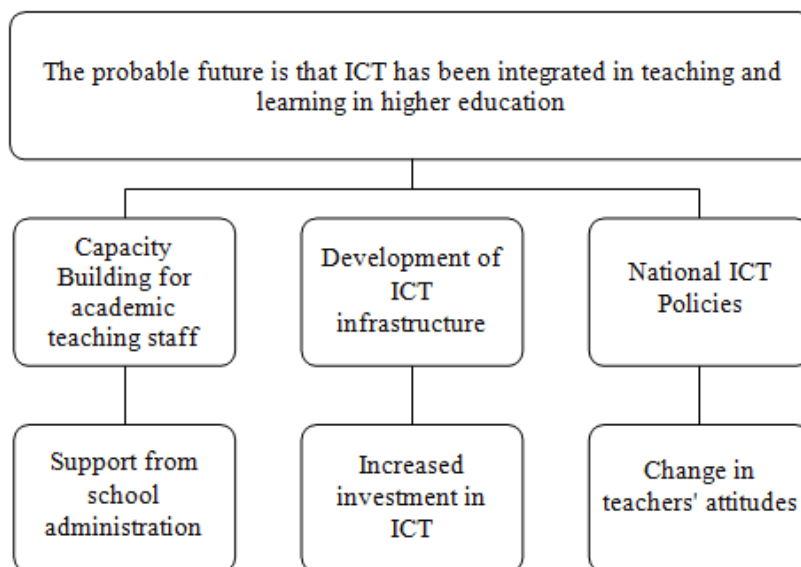 The probable future is that ICT has been integrated in teaching and
learning in higher education
Capacity
Building for
academic
teaching staff
Development of
ICT
infrastructure
National ICT
Policies
Support from
school
administration
Increased
investment in
ICT
Change in
teachers' attitudes